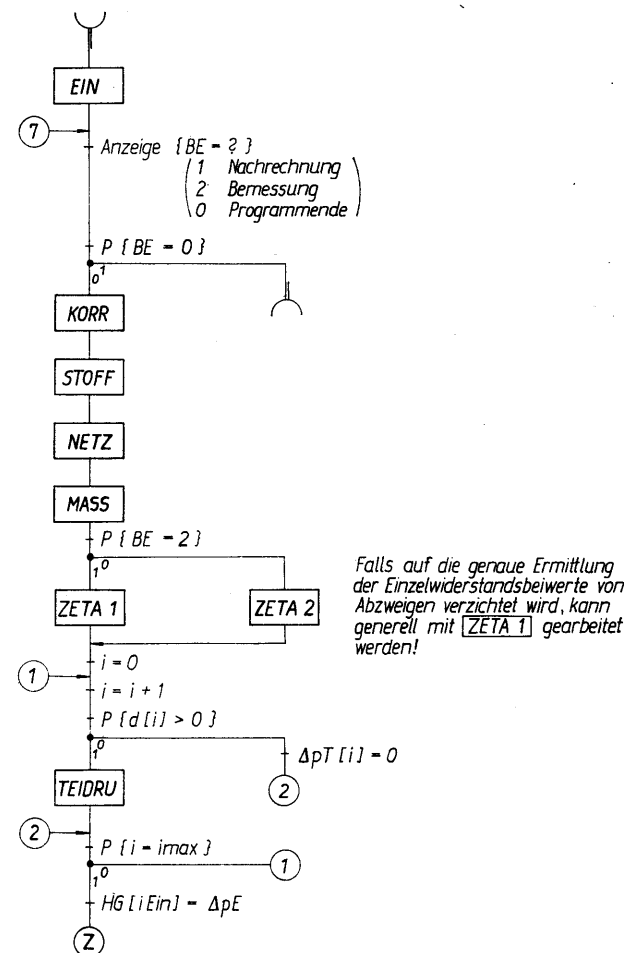 EIN
7
Anzeige {BE = ? }
1 Nachrechnung
2 Bemessung
0 Programmende
P {BE = 0}
0 1
KORR
STOFF
NETZ
MASS
P {BE = 2}
1 0
ZETA 1
ZETA 2
Falls auf die genaue Ermittlung
der Einzelwiderstandsbeiwerte von
Abzweigen verzichtet wird, kann
generell mit ZETA 1 gearbeitet
werden!
i = 0
1
i = i + 1
P {d [i] > 0}
1 0
ΔpT [i] = 0
TEIDRU
2
2
P {i = imax}
1
1 0
HG [i Ein] = ΔpE
Z